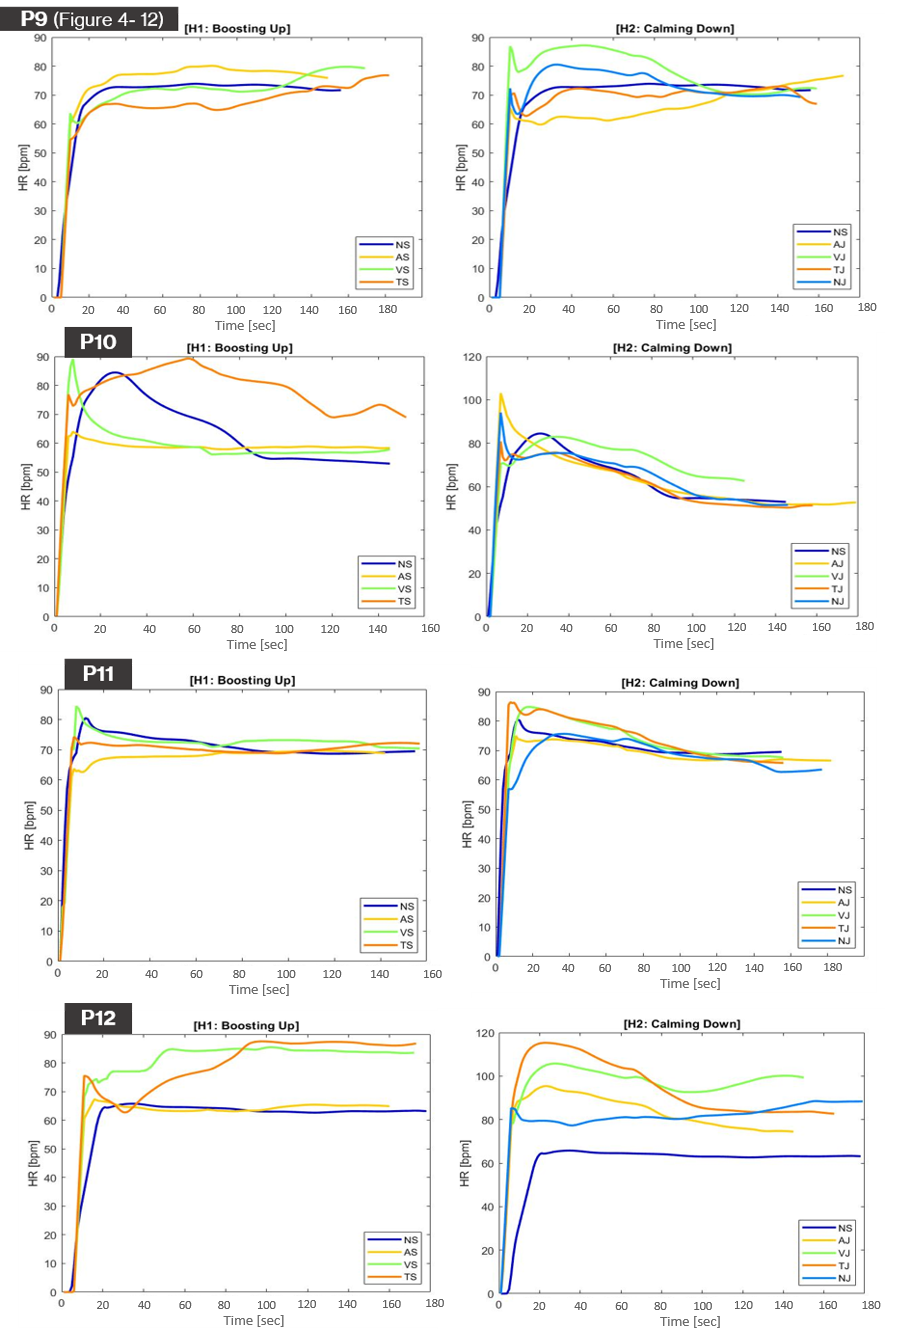 P9 (Figure 4- 12)
[H1: Boosting Up]
90
80
70
60
50
40
30
20
10
0
HR [bpm]
0 20 40 60 80 100 120 140 160 180 200
Time [sec]
NS
AS
VS
TS
[H2: Calming Down]
90
80
70
60
50
40
30
20
10
0
HR [bpm]
0 20 40 60 80 100 120 140 160 180
Time [sec]
NS
AJ
VJ
TJ
NJ
P10
[H1: Boosting Up]
90
80
70
60
50
40
30
20
10
0
HR [bpm]
0 20 40 60 80 100 120 140 160
Time [sec]
NS
AS
VS
TS
[H2: Calming Down]
120
100
80
60
40
20
0
HR [bpm]
0 20 40 60 80 100 120 140 160 180
Time [sec]
NS
AJ
VJ
TJ
NJ
P11
[H1: Boosting Up]
90
80
70
60
50
40
30
20
10
0
HR [bpm]
0 20 40 60 80 100 120 140 160
Time [sec]
NS
AS
VS
TS
[H2: Calming Down]
90
80
70
60
50
40
30
20
10
0
HR [bpm]
0 20 40 60 80 100 120 140 160 180 200
Time [sec]
NS
AJ
VJ
TJ
NJ
P12
[H1: Boosting Up]
90
80
70
60
50
40
30
20
10
0
HR [bpm]
0 20 40 60 80 100 120 140 160 180
Time [sec]
NS
AS
VS
TS
[H2: Calming Down]
120
100
80
60
40
20
0
HR [bpm]
0 20 40 60 80 100 120 140 160 180
Time [sec]
NS
AJ
VJ
TJ
NJ